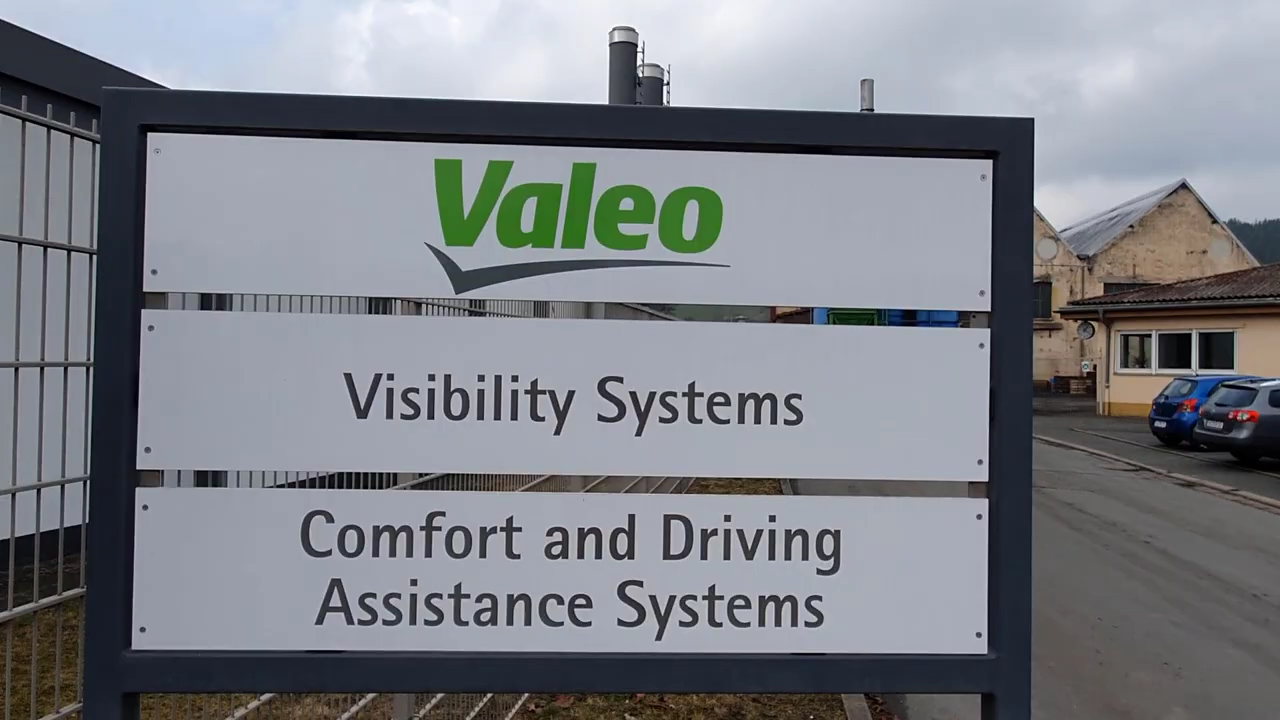 Valeo
Visibility Systems
Comfort and Driving
Assistance Systems